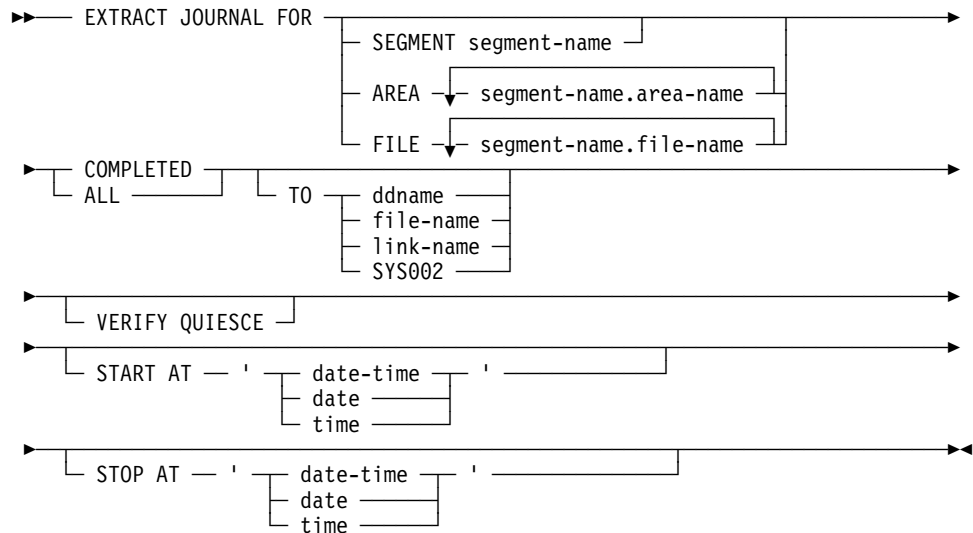 EXTRACT JOURNAL FOR
SEGMENT segment-name
AREA segment-name.area-name
FILE segment-name.file-name
COMPLETED
ALL TO ddname
file-name
link-name
SYS002
VERIFY QUIESCE
START AT ' date-time '
date
time
STOP AT ' date-time '
date
time